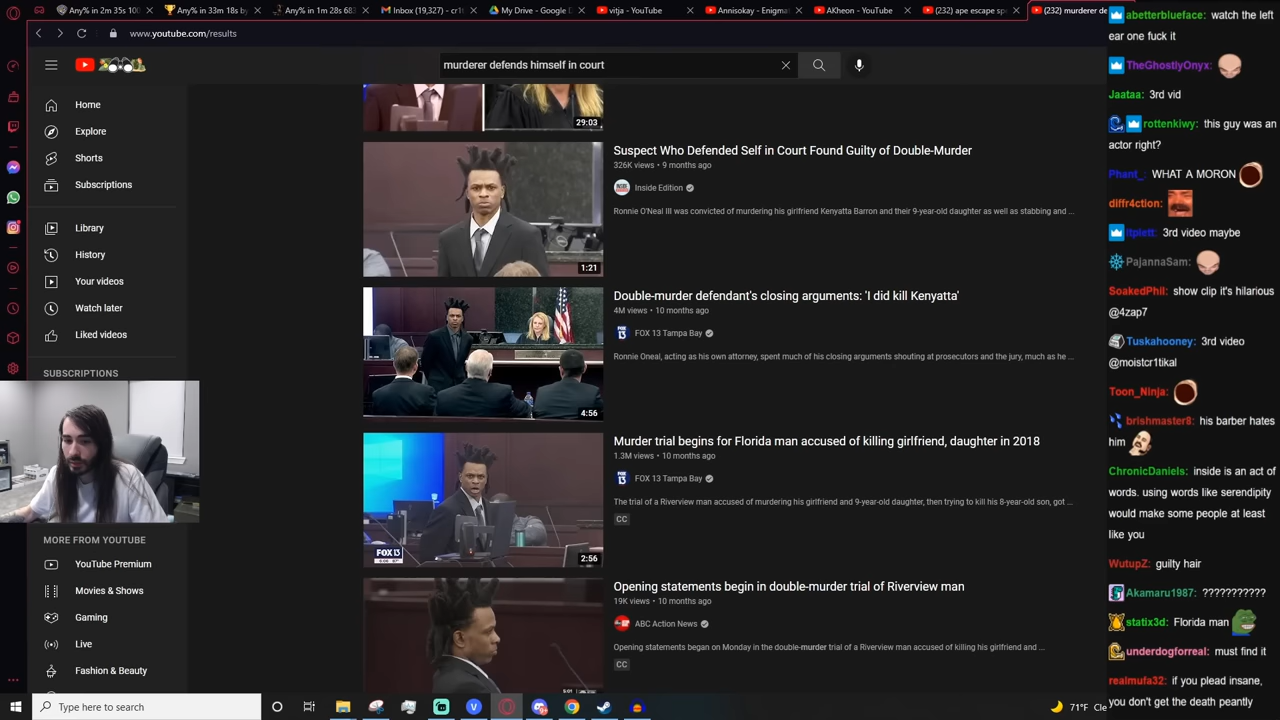 Any% in 2m 35s 100
Any% in 33m 18s by
Any% in 1m 28s 683
Inbox (19,327) - cr1t
My Drive - Google D
vitja - YouTube
Annisokay - Enigma
AKheon - YouTube
(232) ape escape sp
(232) murderer de
www.youtube.com/results
murderer defends himself in court
Home
Explore
Shorts
Subscriptions
Library
History
Your videos
Watch later
Liked videos
SUBSCRIPTIONS
MORE FROM YOUTUBE
YouTube Premium
Movies & Shows
Gaming
Live
Fashion & Beauty
29:03
Suspect Who Defended Self in Court Found Guilty of Double-Murder
326K views • 9 months ago
Inside Edition
Ronnie O'Neal III was convicted of murdering his girlfriend Kenyatta Barron and their 9-year-old daughter as well as stabbing and ...
1:21
Double-murder defendant's closing arguments: 'I did kill Kenyatta'
4M views • 10 months ago
FOX 13 Tampa Bay
Ronnie Oneal, acting as his own attorney, spent much of his closing arguments shouting at prosecutors and the jury, much as he ...
4:56
Murder trial begins for Florida man accused of killing girlfriend, daughter in 2018
1.3M views • 10 months ago
FOX 13 Tampa Bay
The trial of a Riverview man accused of murdering his girlfriend and 9-year-old daughter, then trying to kill his 8-year-old son, got ...
CC
FOX 13
2:56
Opening statements begin in double-murder trial of Riverview man
19K views • 10 months ago
ABC Action News
Opening statements began on Monday in the double-murder trial of a Riverview man accused of killing his girlfriend and ...
CC
abetterblueface: watch the left
ear one fuck it
TheGhostlyOnyx:
Jaataa: 3rd vid
rottenkiwy: this guy was an
actor right?
Phant_: WHAT A MORON
diffr4ction:
itplett: 3rd video maybe
PajannaSam:
SoakedPhil: show clip it's hilarious
@4zap7
Tuskahooney: 3rd video
@moistcr1tikal
Toon_Ninja:
brishmaster8: his barber hates
him
ChronicDaniels: inside is an act of
words. using words like serendipity
would make some people at least
like you
WutupZ: guilty hair
Akamaru1987: ???????????
statix3d: Florida man
underdogforreal: must find it
realmufa32: if you plead insane,
you don't get the death peantly
Type here to search
71°F Cle